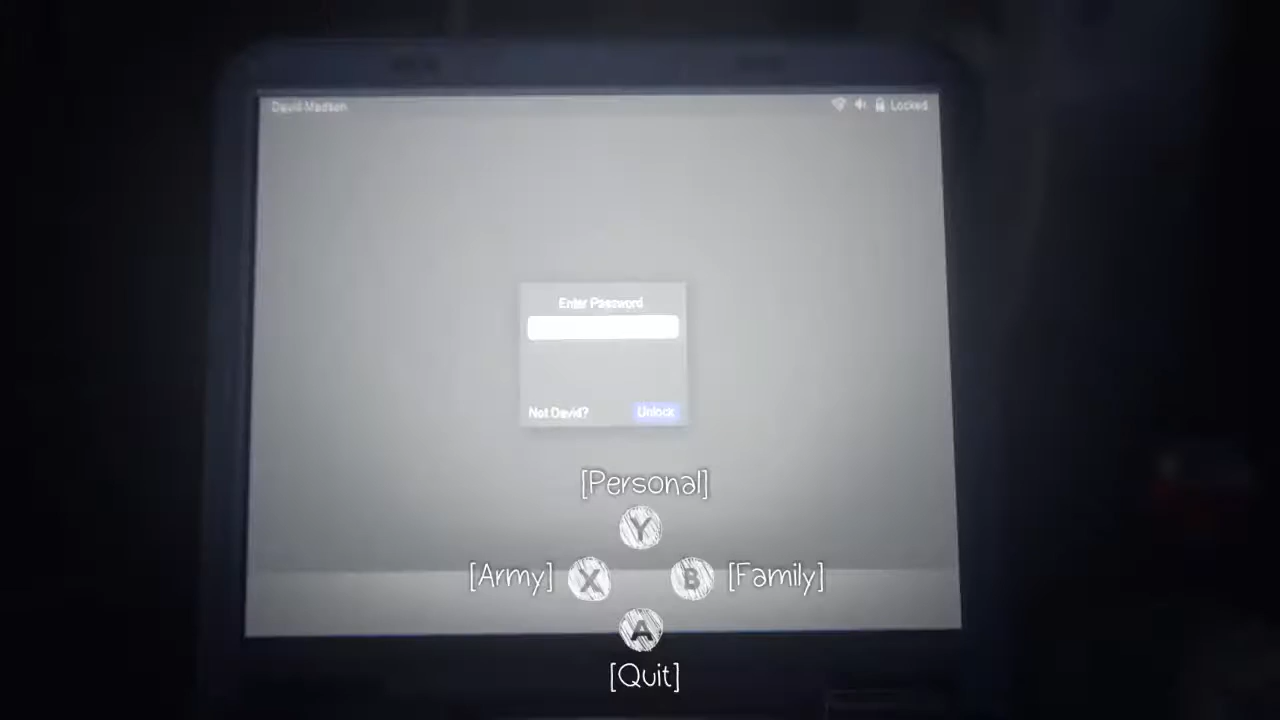 David Madsen
Locked
Enter Password
Not David?
Unlock
[Personal]
Y
[Army] X B [Family]
A
[Quit]